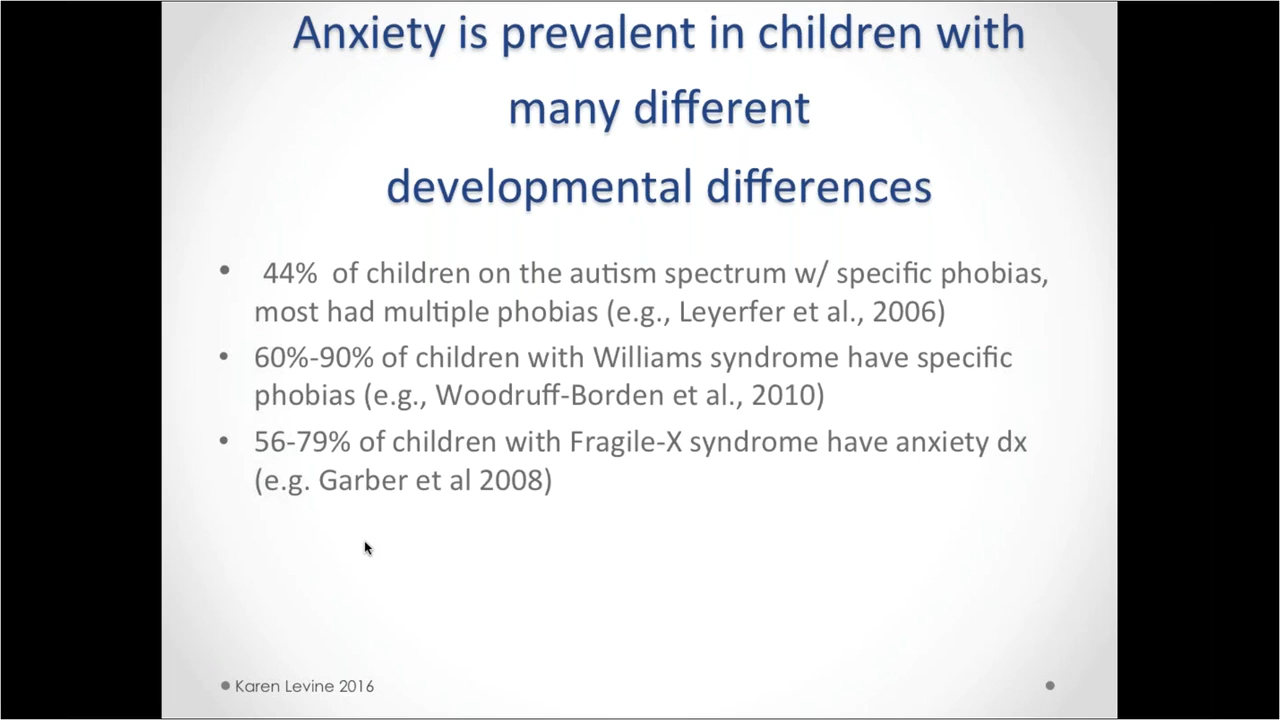 Anxiety is prevalent in children with
many different
developmental differences
• 44% of children on the autism spectrum w/ specific phobias,
most had multiple phobias (e.g., Leyerfer et al., 2006)
• 60%-90% of children with Williams syndrome have specific
phobias (e.g., Woodruff-Borden et al., 2010)
• 56-79% of children with Fragile-X syndrome have anxiety dx
(e.g. Garber et al 2008)
• Karen Levine 2016